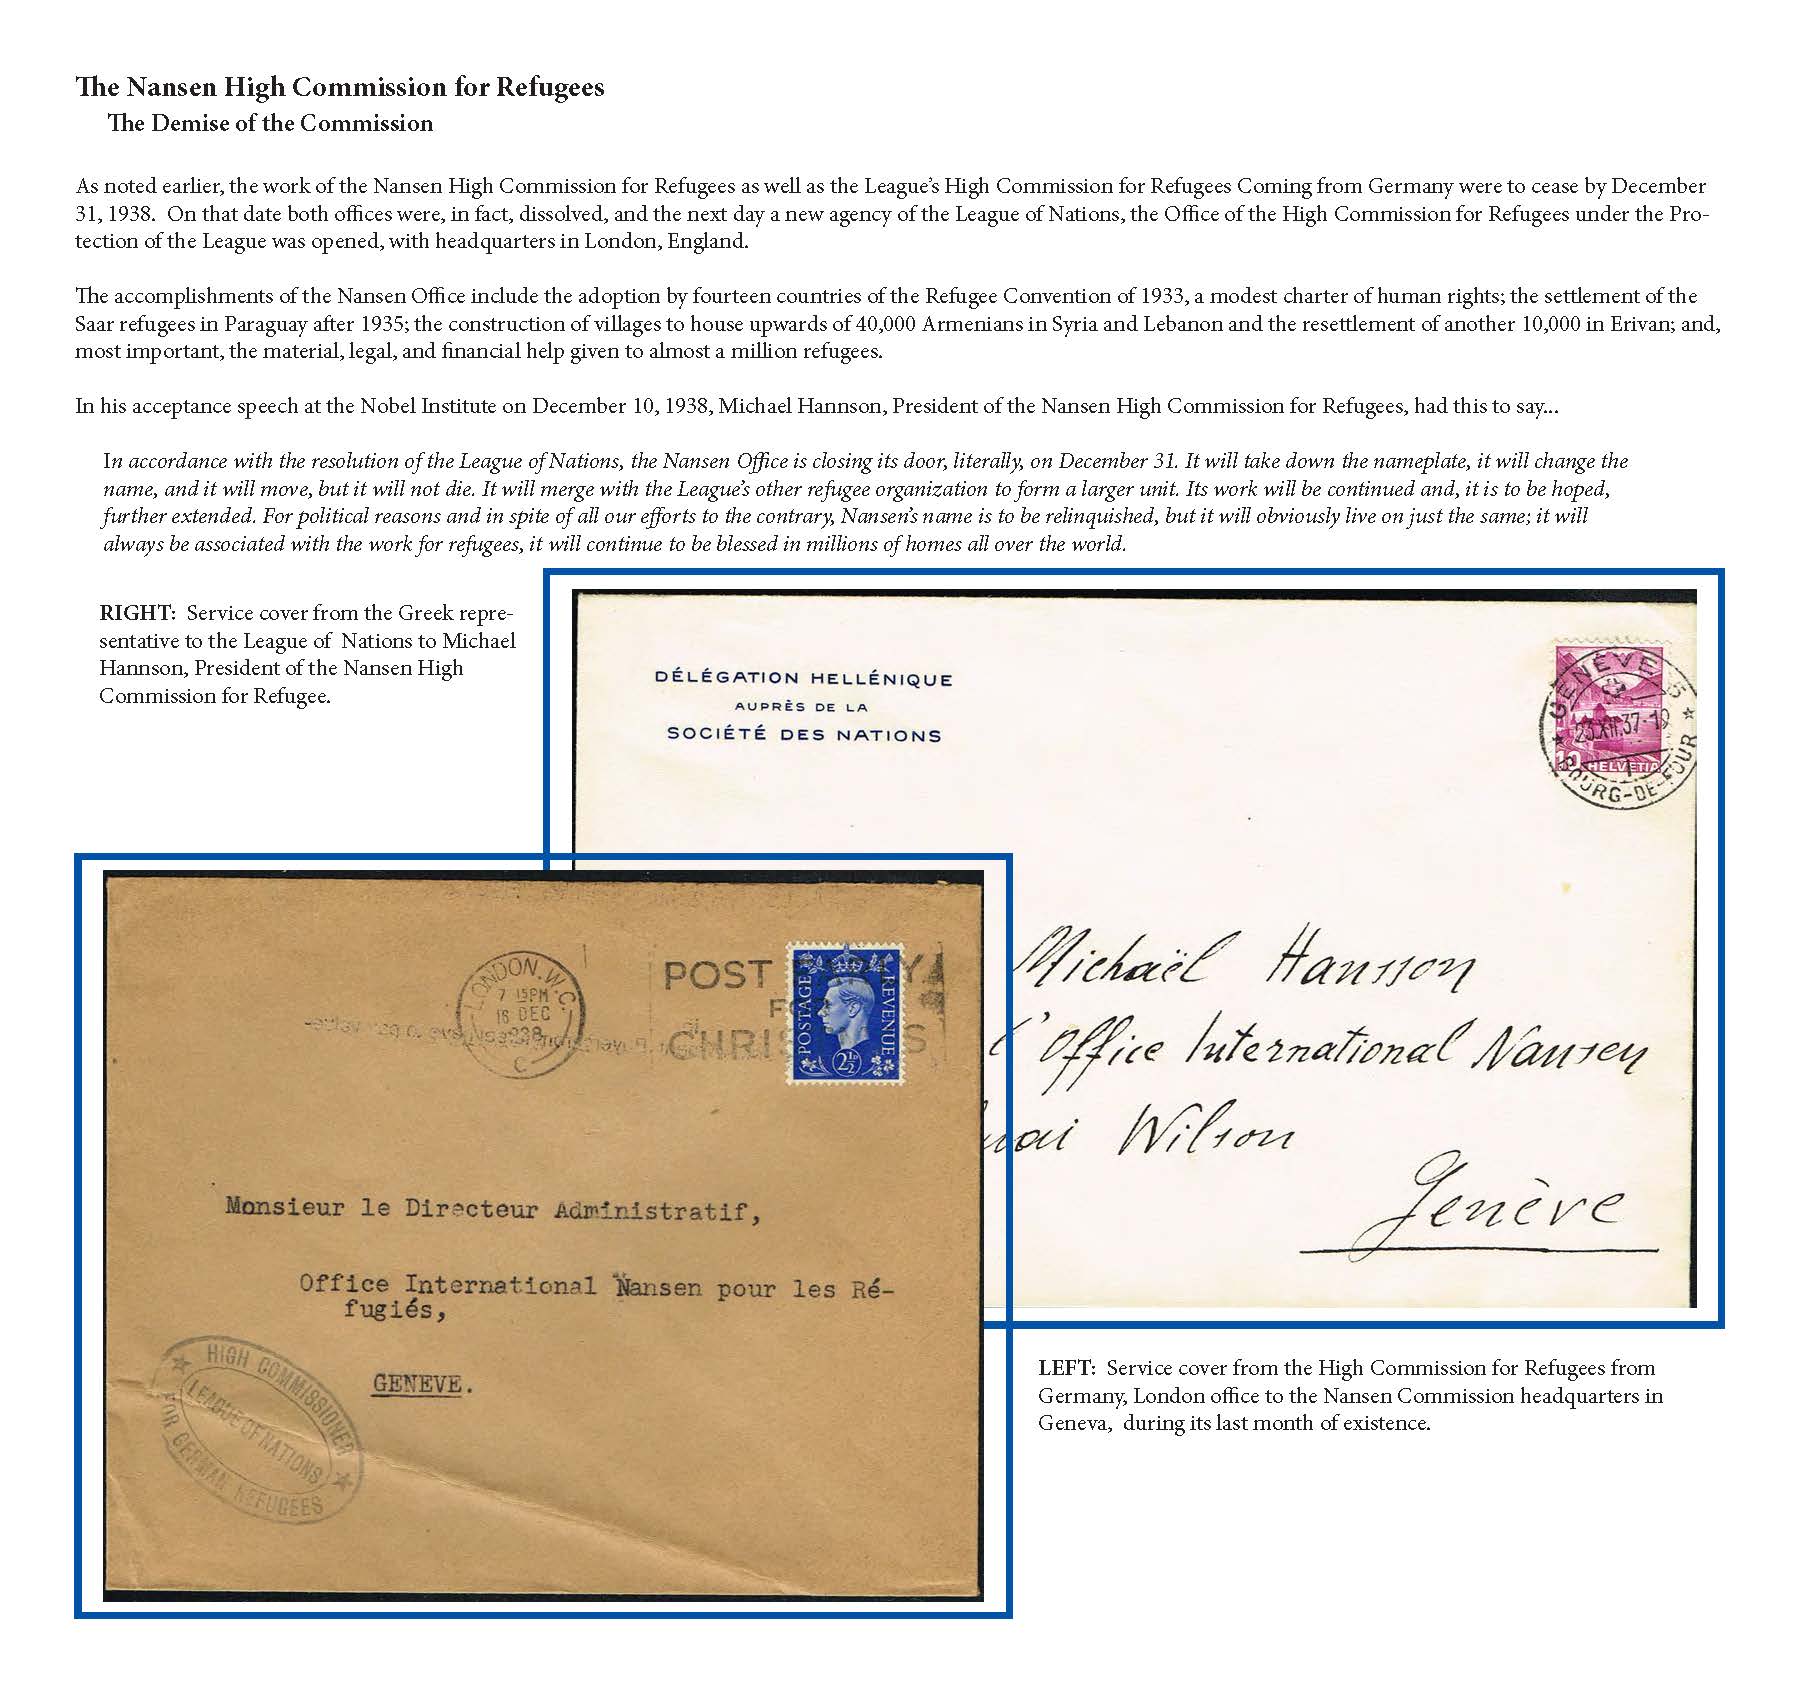 The Nansen High Commission for Refugees
The Demise of the Commission
As noted earlier, the work of the Nansen High Commission for Refugees as well as the League's High Commission for Refugees Coming from Germany were to cease by December
31, 1938.  On that date both offices were, in fact, dissolved, and the next day a new agency of the League of Nations, the Office of the High Commission for Refugees under the Pro-
tection of the League was opened, with headquarters in London, England.
The accomplishments of the Nansen Office include the adoption by fourteen countries of the Refugee Convention of 1933, a modest charter of human rights; the settlement of the
Saar refugees in Paraguay after 1935; the construction of villages to house upwards of 40,000 Armenians in Syria and Lebanon and the resettlement of another 10,000 in Erivan; and,
most important, the material, legal, and financial help given to almost a million refugees.
In his acceptance speech at the Nobel Institute on December 10, 1938, Michael Hannson, President of the Nansen High Commission for Refugees, had this to say...
In accordance with the resolution of the League of Nations, the Nansen Office is closing its door, literally, on December 31. It will take down the nameplate, it will change the
name, and it will move, but it will not die. It will merge with the League's other refugee organization to form a larger unit. Its work will be continued and, it is to be hoped,
further extended. For political reasons and in spite of all our efforts to the contrary, Nansen's name is to be relinquished, but it will obviously live on just the same; it will
always be associated with the work for refugees, it will continue to be blessed in millions of homes all over the world.
RIGHT:  Service cover from the Greek repre-
sentative to the League of  Nations to Michael
Hannson, President of the Nansen High
Commission for Refugee.
DÉLÉGATION HELLÉNIQUE
AUPRÈS DE LA
SOCIÉTÉ DES NATIONS
GENÈVE 5
23.XII.37
BOURG-DE-FOUR
10 HELVETIA
Michaël Hansson
l'Office International Nansen
Wilson
Genève
LONDON. W.C.
7 15PM
16 DEC
1938
C
POST EARLY
FOR
CHRISTMAS
POSTAGE REVENUE
2½D
Monsieur le Directeur Administratif,
Office International Nansen pour les Ré-
fugiés,
GENEVE.
HIGH COMMISSIONER
LEAGUE OF NATIONS
FOR GERMAN REFUGEES
LEFT:  Service cover from the High Commission for Refugees from
Germany, London office to the Nansen Commission headquarters in
Geneva,  during its last month of existence.